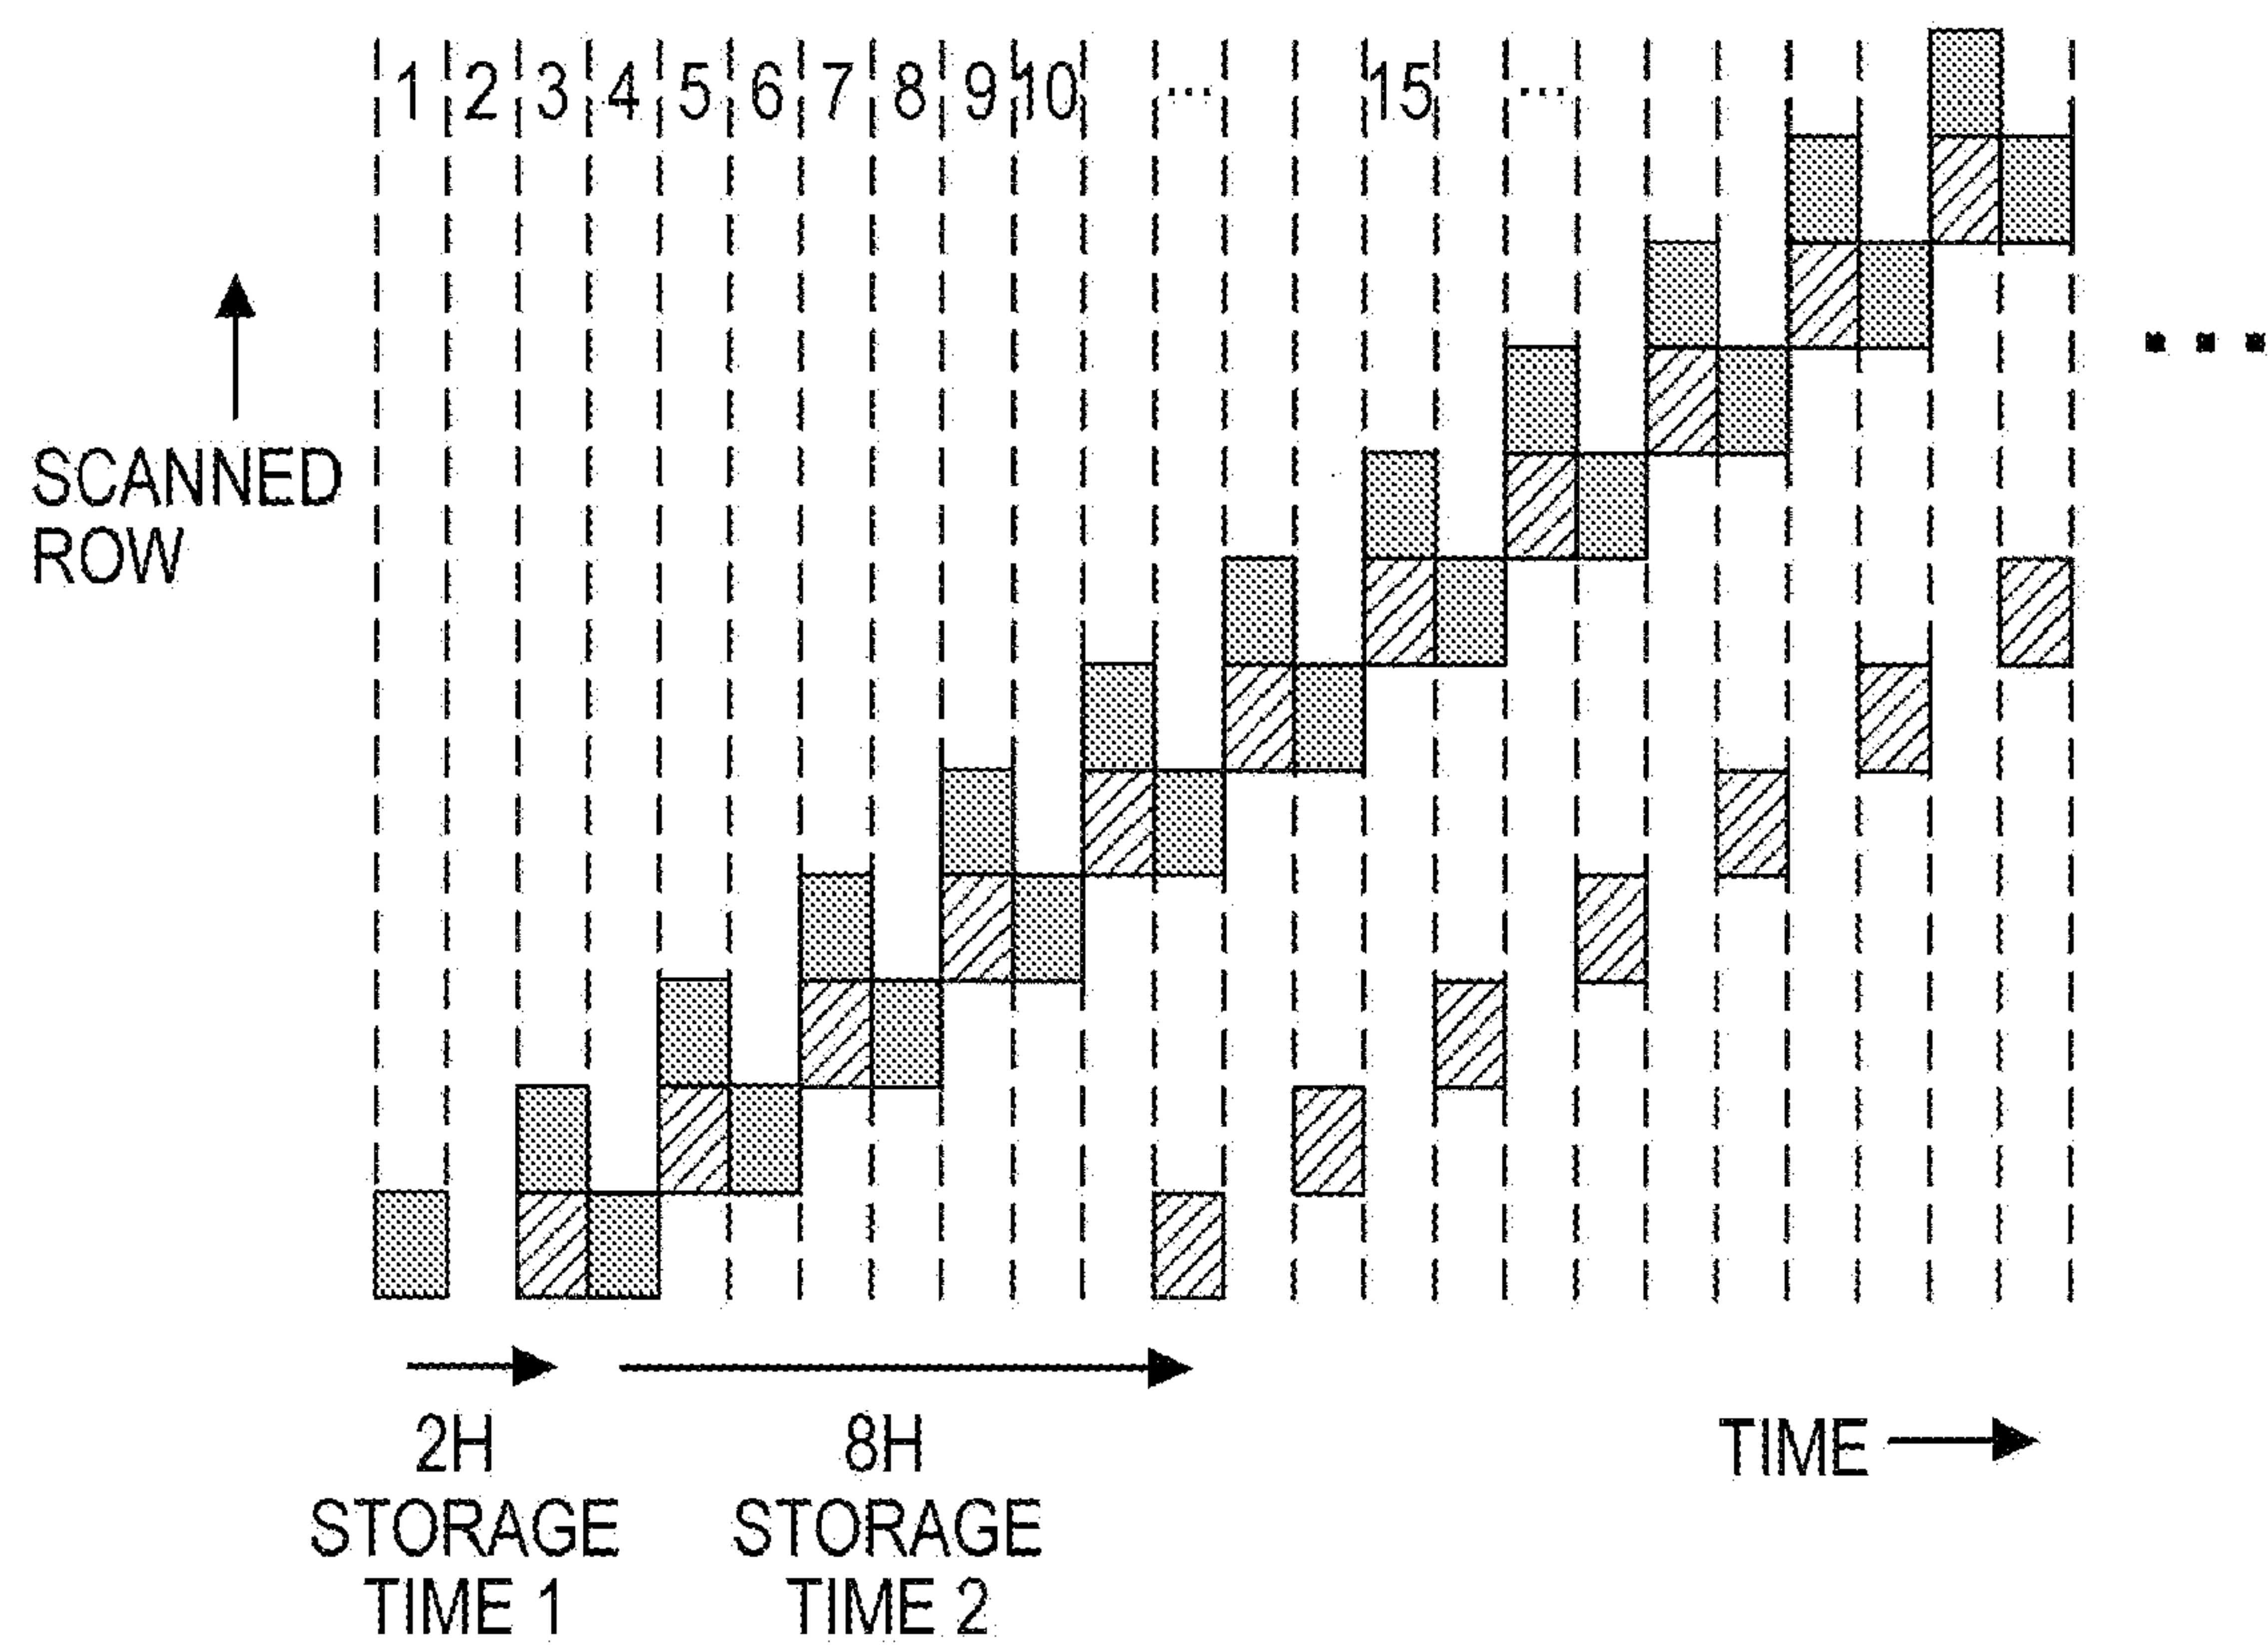 1 2 3 4 5 6 7 8 9 10 ... 15 ...
SCANNED
ROW
...
2H
STORAGE
TIME 1
8H
STORAGE
TIME 2
TIME